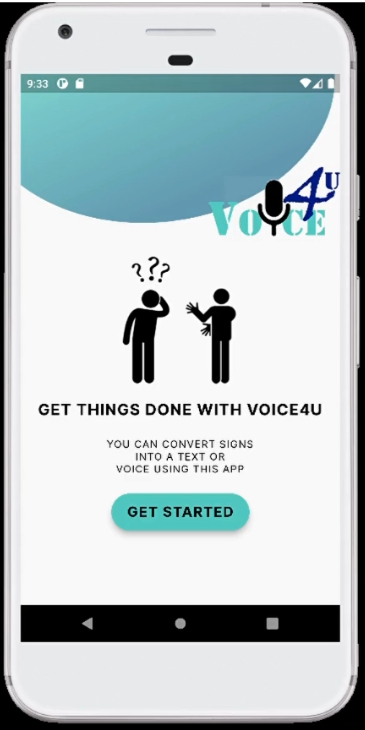 9:33
VOICE4U
???
GET THINGS DONE WITH VOICE4U
YOU CAN CONVERT SIGNS
INTO A TEXT OR
VOICE USING THIS APP
GET STARTED